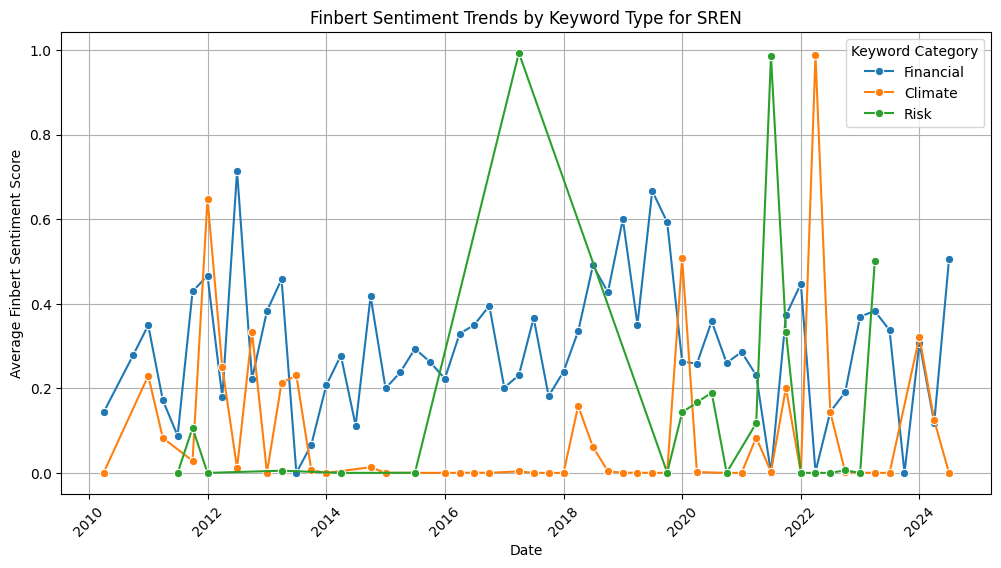 Finbert Sentiment Trends by Keyword Type for SREN
Keyword Category
Financial
Climate
Risk
Average Finbert Sentiment Score
1.0
0.8
0.6
0.4
0.2
0.0
2010
2012
2014
2016
2018
2020
2022
2024
Date